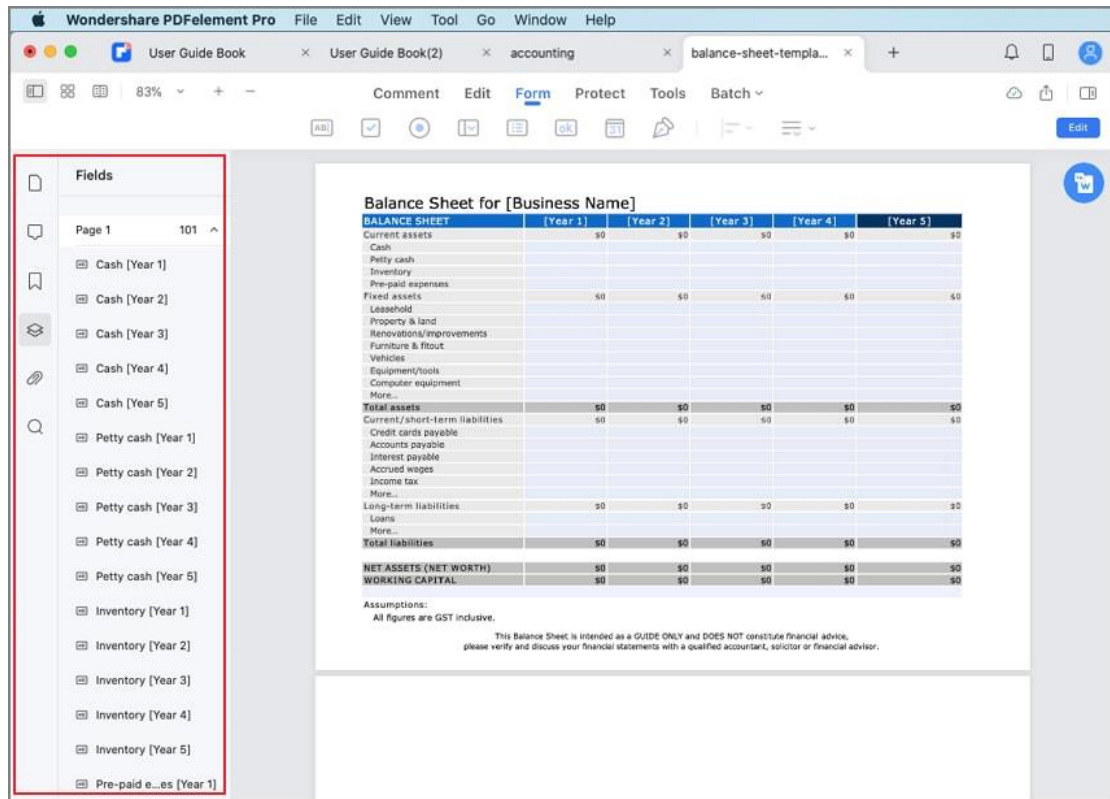 Wondershare PDFelement Pro File Edit View Tool Go Window Help
User Guide Book × User Guide Book(2) × accounting × balance-sheet-templa... × +
83% + −
Comment Edit Form Protect Tools Batch
AB| ok 31
Edit
Fields
Page 1 101
Cash [Year 1]
Cash [Year 2]
Cash [Year 3]
Cash [Year 4]
Cash [Year 5]
Petty cash [Year 1]
Petty cash [Year 2]
Petty cash [Year 3]
Petty cash [Year 4]
Petty cash [Year 5]
Inventory [Year 1]
Inventory [Year 2]
Inventory [Year 3]
Inventory [Year 4]
Inventory [Year 5]
Pre-paid e...es [Year 1]
W
Balance Sheet for [Business Name]
BALANCE SHEET [Year 1] [Year 2] [Year 3] [Year 4] [Year 5]
Current assets $0 $0 $0 $0 $0
Cash
Petty cash
Inventory
Pre-paid expenses
Fixed assets $0 $0 $0 $0 $0
Leasehold
Property & land
Renovations/improvements
Furniture & fitout
Vehicles
Equipment/tools
Computer equipment
More...
Total assets $0 $0 $0 $0 $0
Current/short-term liabilities $0 $0 $0 $0 $0
Credit cards payable
Accounts payable
Interest payable
Accrued wages
Income tax
More...
Long-term liabilities $0 $0 $0 $0 $0
Loans
More...
Total liabilities $0 $0 $0 $0 $0
NET ASSETS (NET WORTH) $0 $0 $0 $0 $0
WORKING CAPITAL $0 $0 $0 $0 $0
Assumptions:
All figures are GST inclusive.
This Balance Sheet is intended as a GUIDE ONLY and DOES NOT constitute financial advice,
please verify and discuss your financial statements with a qualified accountant, solicitor or financial advisor.